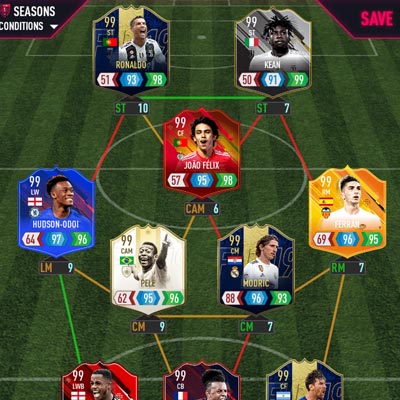 SEASONS
CONDITIONS
SAVE
99
ST
RONALDO
51 93 98
99
ST
KEAN
50 91 99
ST 10
ST 7
99
CF
JOÃO FÉLIX
57 95 98
CAM 6
99
LW
HUDSON-ODOI
64 97 96
99
RM
FERRAN
69 96 95
LM 9
RM 7
99
CAM
PELÉ
62 95 96
99
CM
MODRIC
88 96 93
CM 9
CM 7
99
LWB
99
CB
99
CF